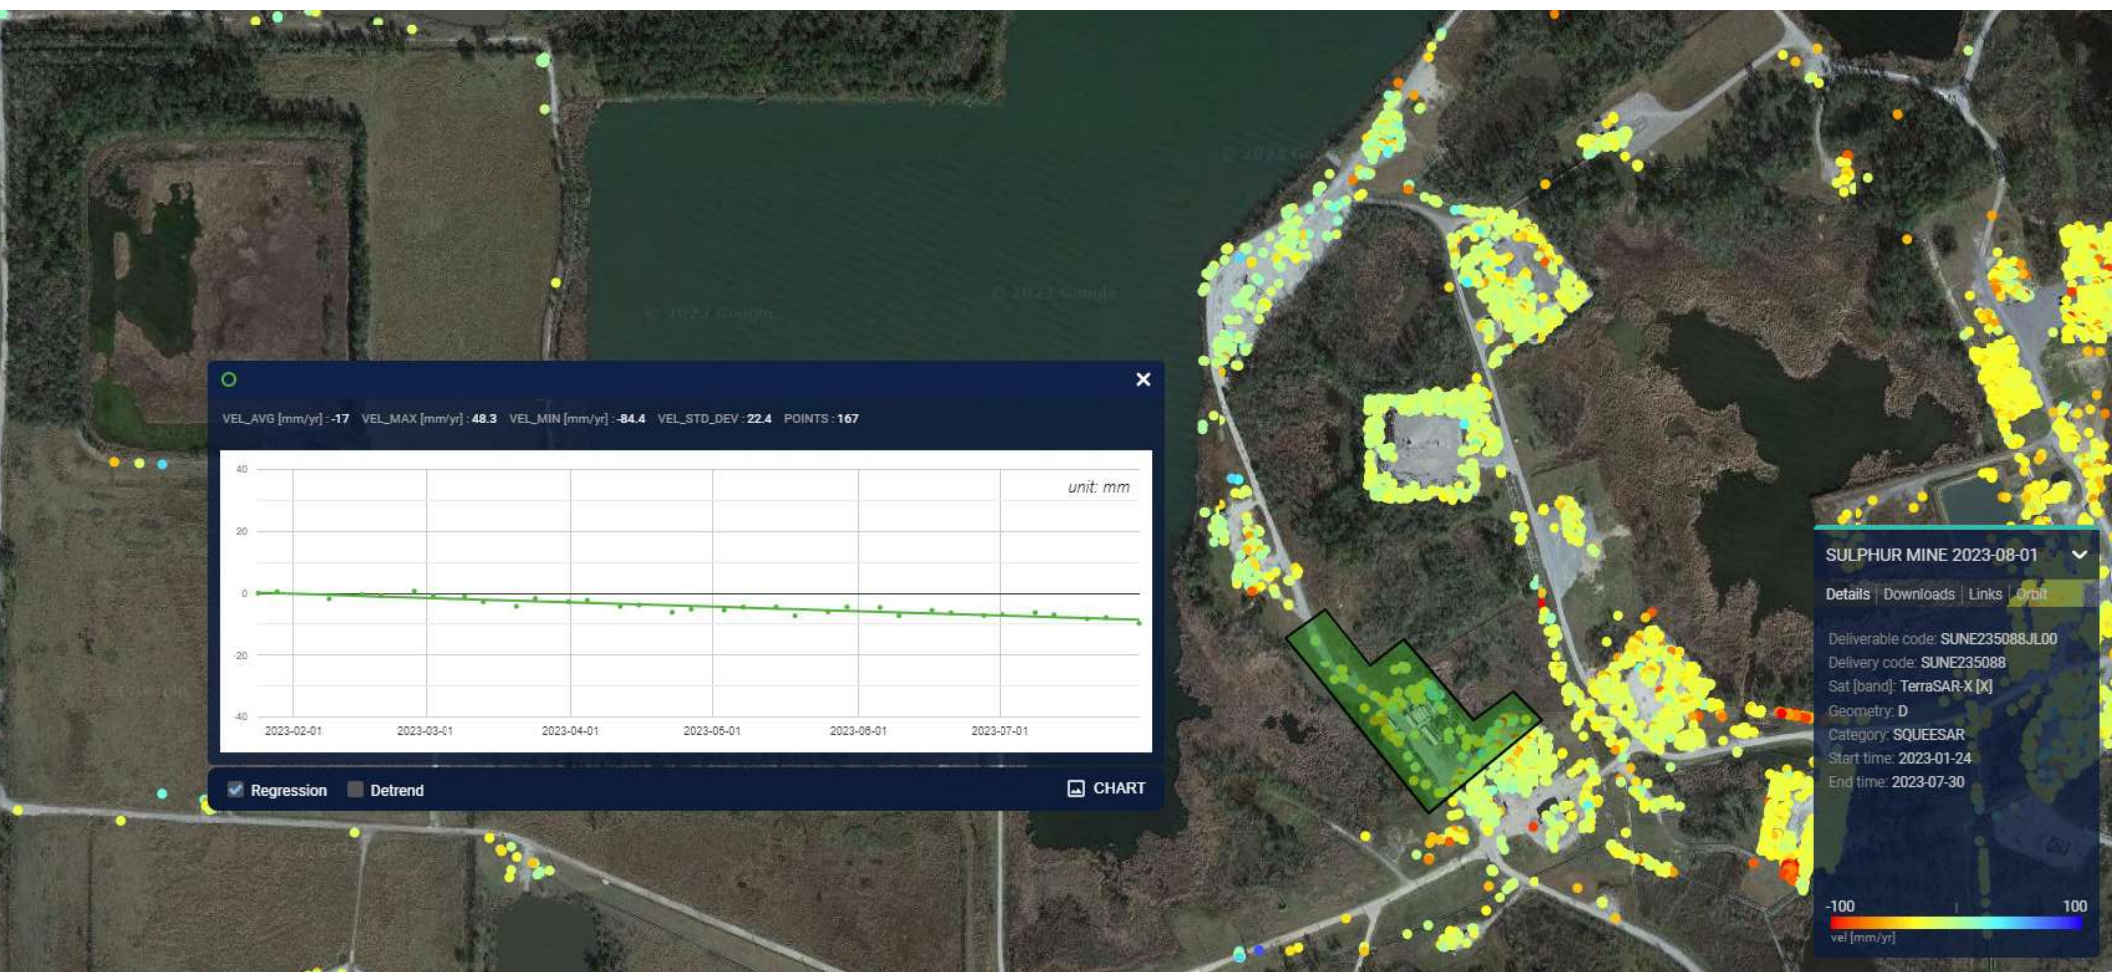 © 2023 Google
© 2023 Google
VEL_AVG [mm/yr] : -17 VEL_MAX [mm/yr] : 48.3 VEL_MIN [mm/yr] : -84.4 VEL_STD_DEV : 22.4 POINTS : 167
unit: mm
40
20
0
-20
-40
2023-02-01 2023-03-01 2023-04-01 2023-05-01 2023-06-01 2023-07-01
Regression Detrend CHART
SULPHUR MINE 2023-08-01
Details | Downloads | Links | Orbit
Deliverable code: SUNE235088JL00
Delivery code: SUNE235088
Sat [band]: TerraSAR-X [X]
Geometry: D
Category: SQUEESAR
Start time: 2023-01-24
End time: 2023-07-30
-100 100
vel [mm/yr]